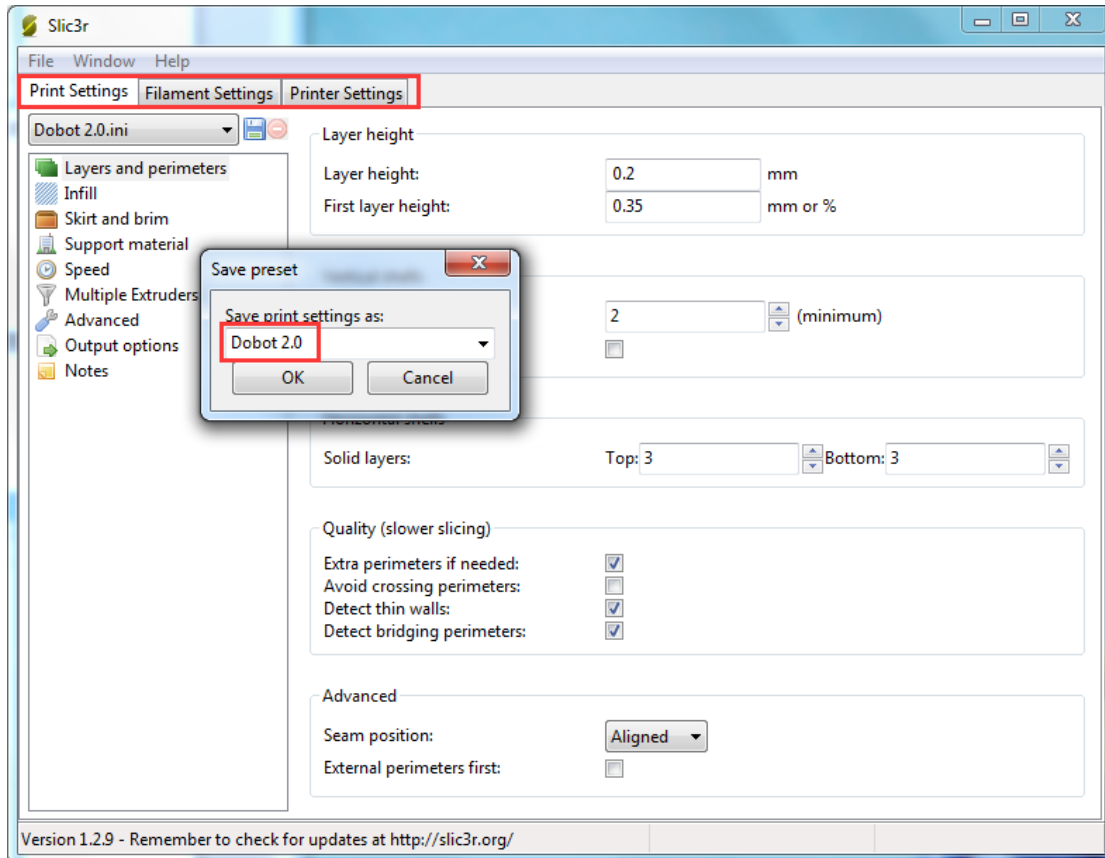 Slic3r
File Window Help
Print Settings Filament Settings Printer Settings
Dobot 2.0.ini
Layers and perimeters
Infill
Skirt and brim
Support material
Speed
Multiple Extruders
Advanced
Output options
Notes
Layer height
Layer height: 0.2 mm
First layer height: 0.35 mm or %
Save preset
Save print settings as:
Dobot 2.0
OK Cancel
2 (minimum)
Horizontal shells
Solid layers: Top: 3 Bottom: 3
Quality (slower slicing)
Extra perimeters if needed:
Avoid crossing perimeters:
Detect thin walls:
Detect bridging perimeters:
Advanced
Seam position: Aligned
External perimeters first:
Version 1.2.9 - Remember to check for updates at http://slic3r.org/